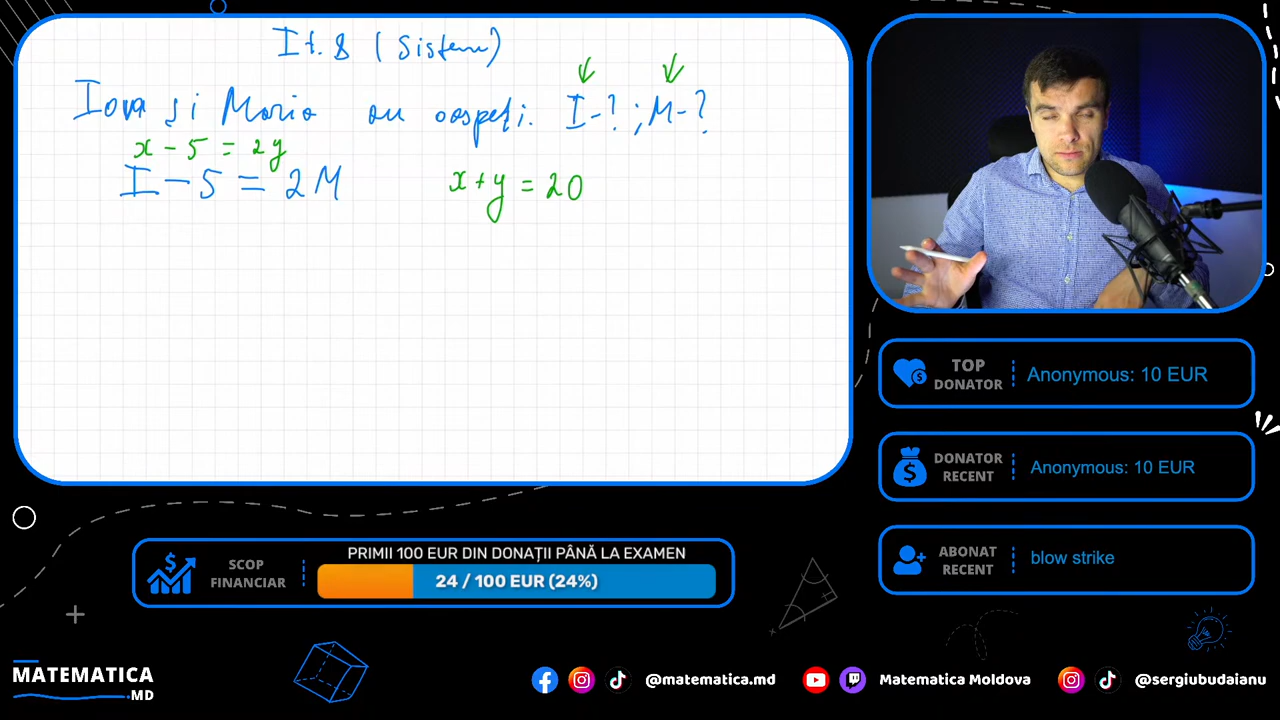 It. 8 (Sistem)
Iova și Maria au oaspeți. I-?; M-?
x - 5 = 2y
I - 5 = 2M
x + y = 20
TOP DONATOR
Anonymous: 10 EUR
DONATOR RECENT
Anonymous: 10 EUR
ABONAT RECENT
blow strike
SCOP FINANCIAR
PRIMII 100 EUR DIN DONAȚII PÂNĂ LA EXAMEN
24 / 100 EUR (24%)
MATEMATICA
.MD
@matematica.md
Matematica Moldova
@sergiubudaianu